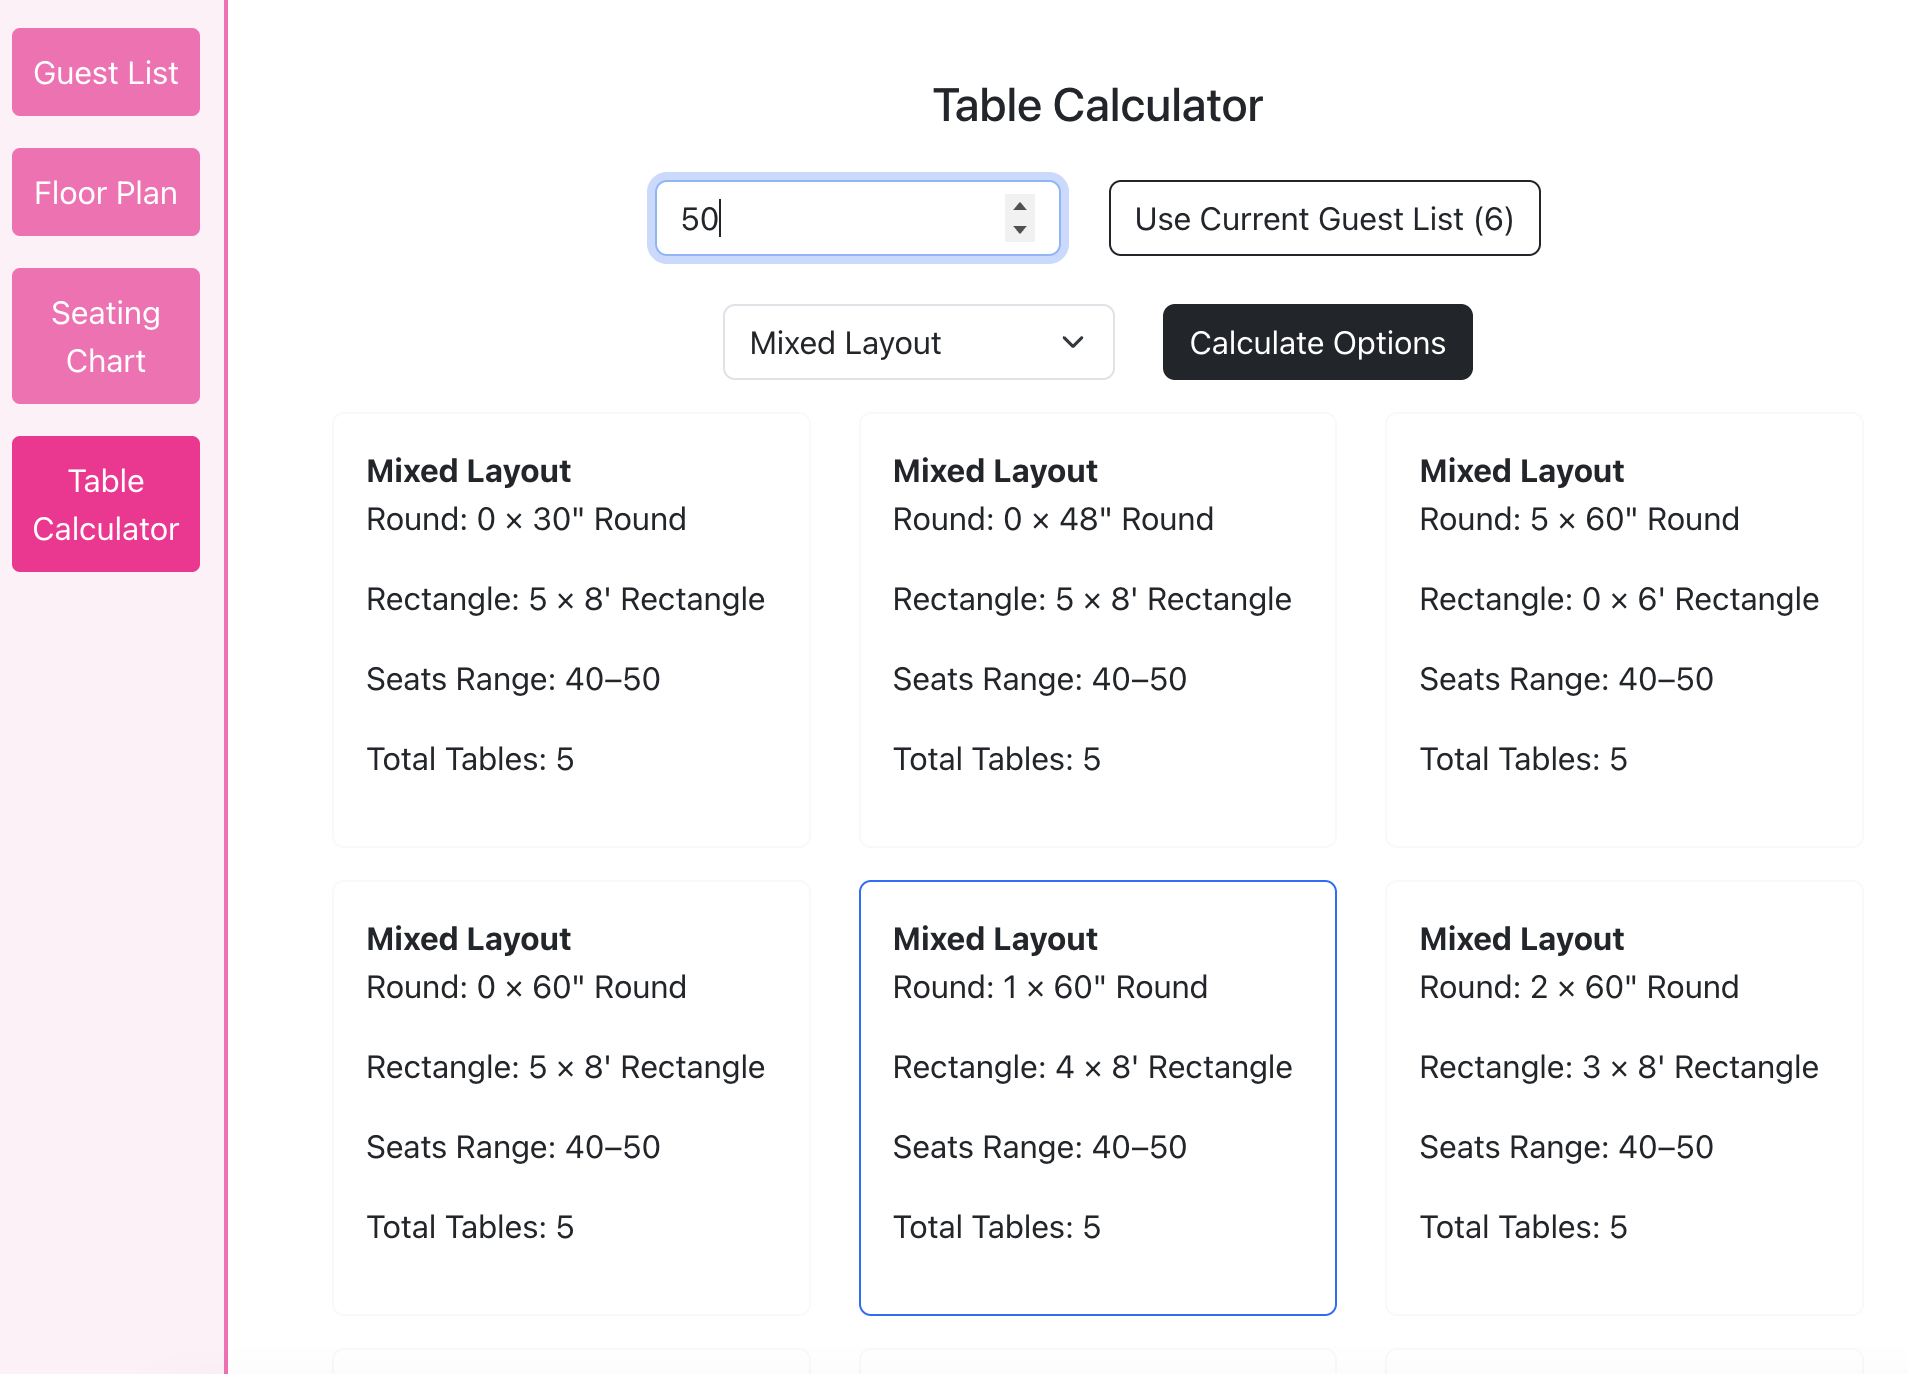 Guest List
Floor Plan
Seating
Chart
Table
Calculator
Table Calculator
50
Use Current Guest List (6)
Mixed Layout
Calculate Options
Mixed Layout
Round: 0 × 30" Round
Rectangle: 5 × 8' Rectangle
Seats Range: 40–50
Total Tables: 5
Mixed Layout
Round: 0 × 48" Round
Rectangle: 5 × 8' Rectangle
Seats Range: 40–50
Total Tables: 5
Mixed Layout
Round: 5 × 60" Round
Rectangle: 0 × 6' Rectangle
Seats Range: 40–50
Total Tables: 5
Mixed Layout
Round: 0 × 60" Round
Rectangle: 5 × 8' Rectangle
Seats Range: 40–50
Total Tables: 5
Mixed Layout
Round: 1 × 60" Round
Rectangle: 4 × 8' Rectangle
Seats Range: 40–50
Total Tables: 5
Mixed Layout
Round: 2 × 60" Round
Rectangle: 3 × 8' Rectangle
Seats Range: 40–50
Total Tables: 5